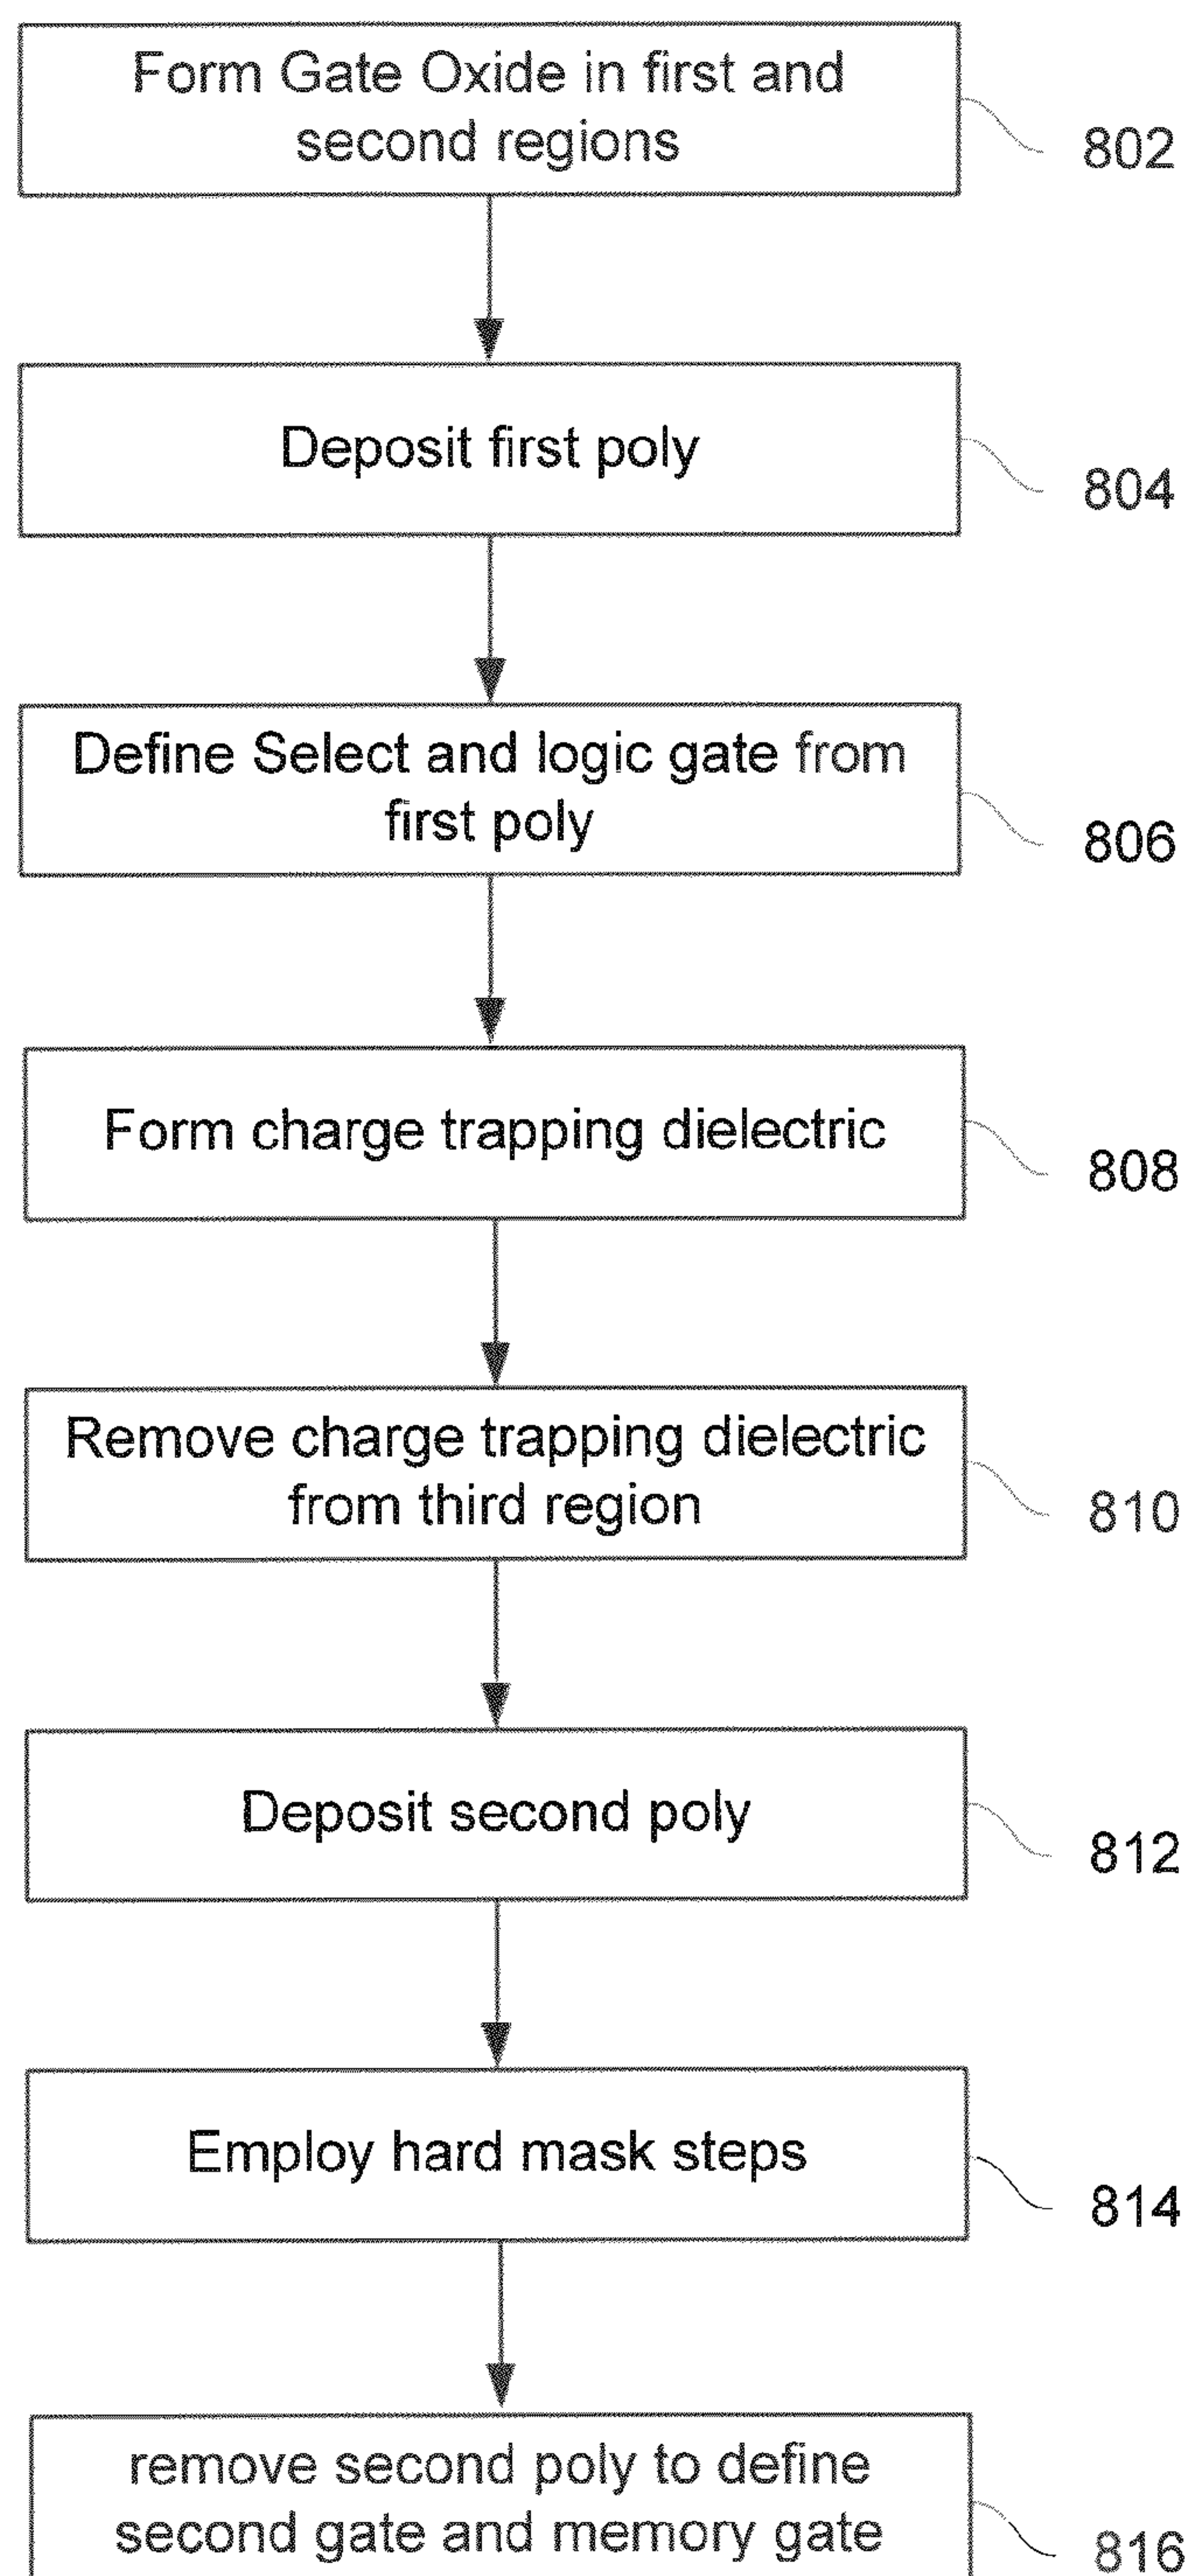 Form Gate Oxide in first and
second regions
802
Deposit first poly
804
Define Select and logic gate from
first poly
806
Form charge trapping dielectric
808
Remove charge trapping dielectric
from third region
810
Deposit second poly
812
Employ hard mask steps
814
remove second poly to define
second gate and memory gate
816